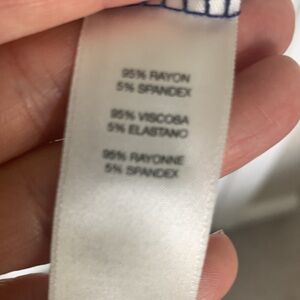 95% RAYON
5% SPANDEX
95% VISCOSA
5% ELASTANO
95% RAYONNE
5% SPANDEX